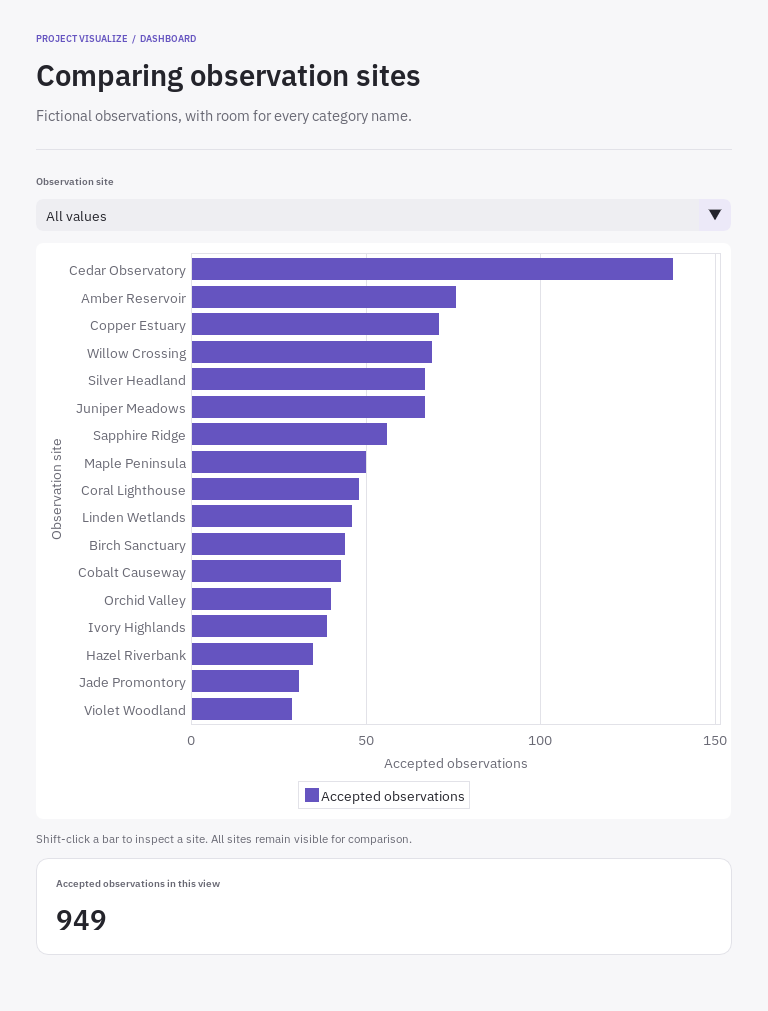 PROJECT VISUALIZE / DASHBOARD
Comparing observation sites
Fictional observations, with room for every category name.
Observation site
All values
Observation site
Cedar Observatory
Amber Reservoir
Copper Estuary
Willow Crossing
Silver Headland
Juniper Meadows
Sapphire Ridge
Maple Peninsula
Coral Lighthouse
Linden Wetlands
Birch Sanctuary
Cobalt Causeway
Orchid Valley
Ivory Highlands
Hazel Riverbank
Jade Promontory
Violet Woodland
0 50 100 150
Accepted observations
Accepted observations
Shift-click a bar to inspect a site. All sites remain visible for comparison.
Accepted observations in this view
949